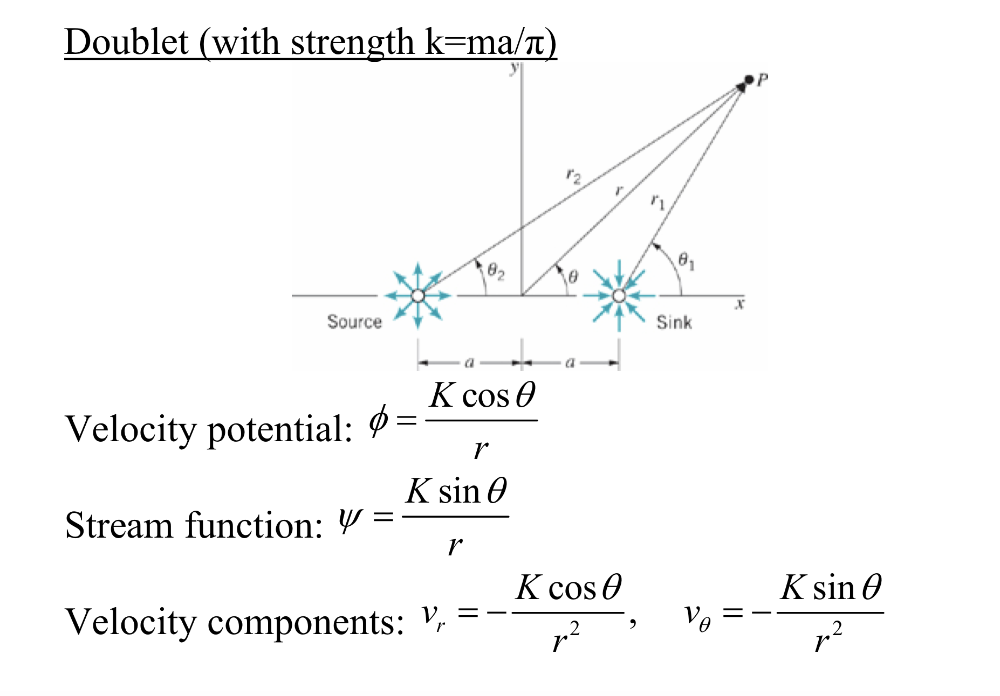 Doublet (with strength k=ma/π)
y
P
r₂
r
r₁
θ₂
θ
θ₁
x
Source
Sink
a
a
Velocity potential: ϕ = K cos θ / r
Stream function: ψ = K sin θ / r
Velocity components: vᵣ = − K cos θ / r² , v_θ = − K sin θ / r²